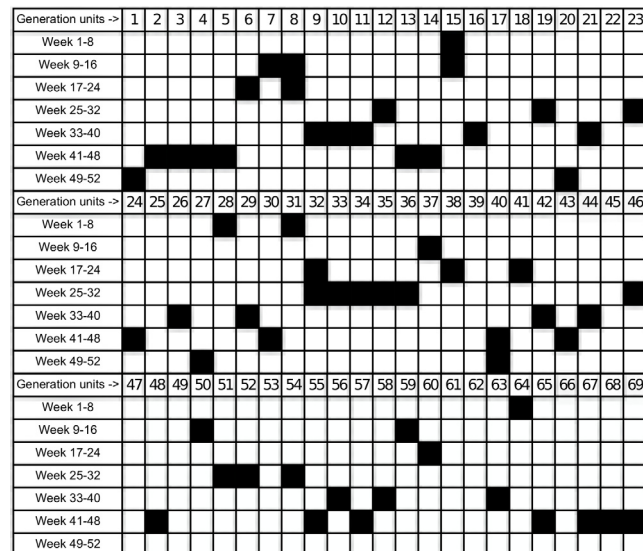 Generation units -> 1 2 3 4 5 6 7 8 9 10 11 12 13 14 15 16 17 18 19 20 21 22 23
Week 1-8
Week 9-16
Week 17-24
Week 25-32
Week 33-40
Week 41-48
Week 49-52
Generation units -> 24 25 26 27 28 29 30 31 32 33 34 35 36 37 38 39 40 41 42 43 44 45 46
Week 1-8
Week 9-16
Week 17-24
Week 25-32
Week 33-40
Week 41-48
Week 49-52
Generation units -> 47 48 49 50 51 52 53 54 55 56 57 58 59 60 61 62 63 64 65 66 67 68 69
Week 1-8
Week 9-16
Week 17-24
Week 25-32
Week 33-40
Week 41-48
Week 49-52